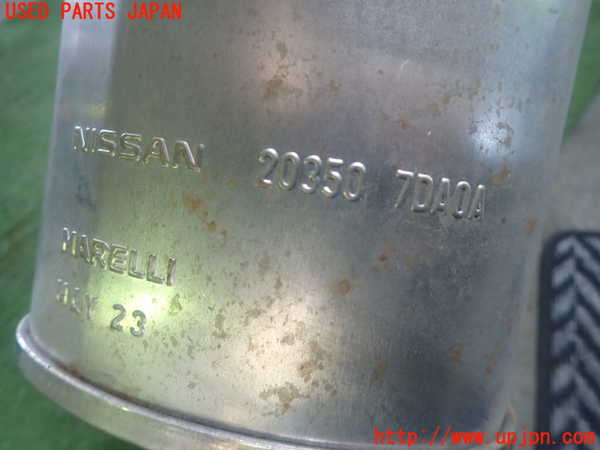 USED PARTS JAPAN
NISSAN 20350 7DA0A
MARELLI
23
http://www.upjpn.com